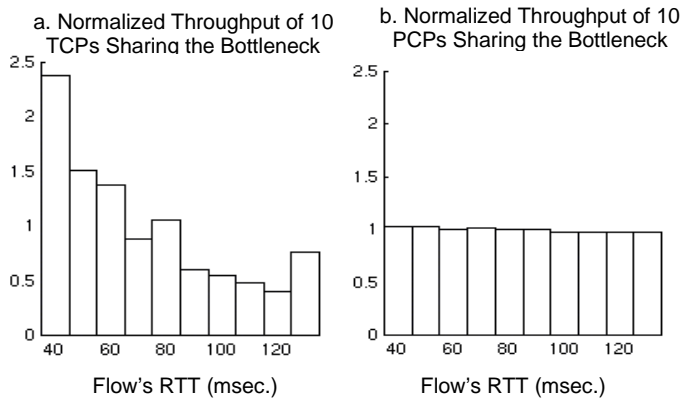 a. Normalized Throughput of 10
TCPs Sharing the Bottleneck
2.5
2
1.5
1
0.5
0
40 60 80 100 120
Flow's RTT (msec.)
b. Normalized Throughput of 10
PCPs Sharing the Bottleneck
2.5
2
1.5
1
0.5
0
40 60 80 100 120
Flow's RTT (msec.)